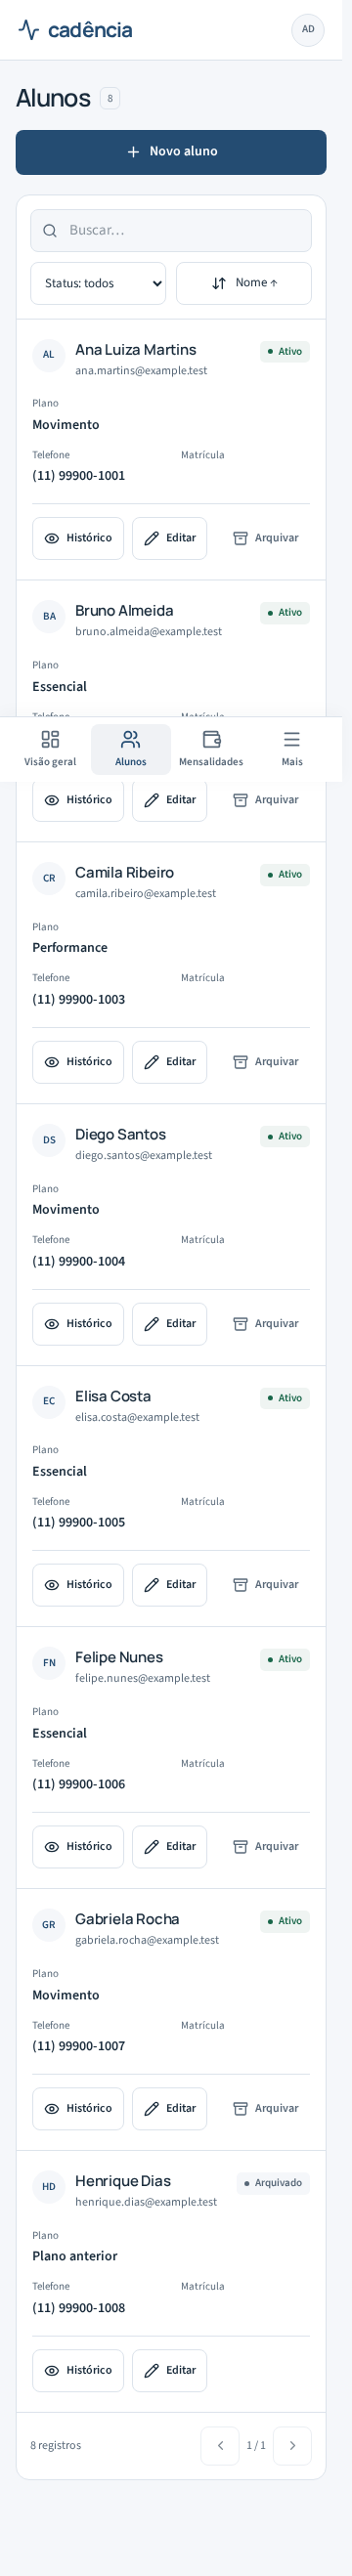 cadência
AD
Alunos 8
+ Novo aluno
Buscar...
Status: todos
Nome ↑
AL
Ana Luiza Martins
Ativo
ana.martins@example.test
Plano
Movimento
Telefone Matrícula
(11) 99900-1001
Histórico Editar Arquivar
BA
Bruno Almeida
Ativo
bruno.almeida@example.test
Plano
Essencial
Visão geral Alunos Mensalidades Mais
Histórico Editar Arquivar
CR
Camila Ribeiro
Ativo
camila.ribeiro@example.test
Plano
Performance
Telefone Matrícula
(11) 99900-1003
Histórico Editar Arquivar
DS
Diego Santos
Ativo
diego.santos@example.test
Plano
Movimento
Telefone Matrícula
(11) 99900-1004
Histórico Editar Arquivar
EC
Elisa Costa
Ativo
elisa.costa@example.test
Plano
Essencial
Telefone Matrícula
(11) 99900-1005
Histórico Editar Arquivar
FN
Felipe Nunes
Ativo
felipe.nunes@example.test
Plano
Essencial
Telefone Matrícula
(11) 99900-1006
Histórico Editar Arquivar
GR
Gabriela Rocha
Ativo
gabriela.rocha@example.test
Plano
Movimento
Telefone Matrícula
(11) 99900-1007
Histórico Editar Arquivar
HD
Henrique Dias
Arquivado
henrique.dias@example.test
Plano
Plano anterior
Telefone Matrícula
(11) 99900-1008
Histórico Editar
8 registros
1 / 1